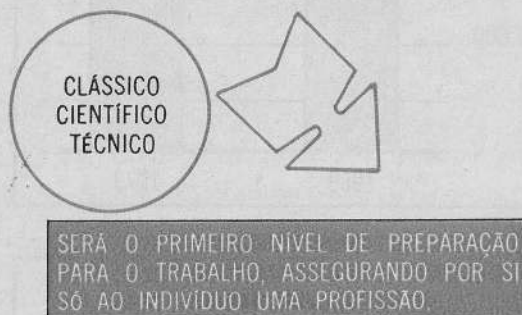 CLÁSSICO
CIENTÍFICO
TÉCNICO
SERÁ O PRIMEIRO NÍVEL DE PREPARAÇÃO
PARA O TRABALHO, ASSEGURANDO POR SI
SÓ AO INDIVÍDUO UMA PROFISSÃO.